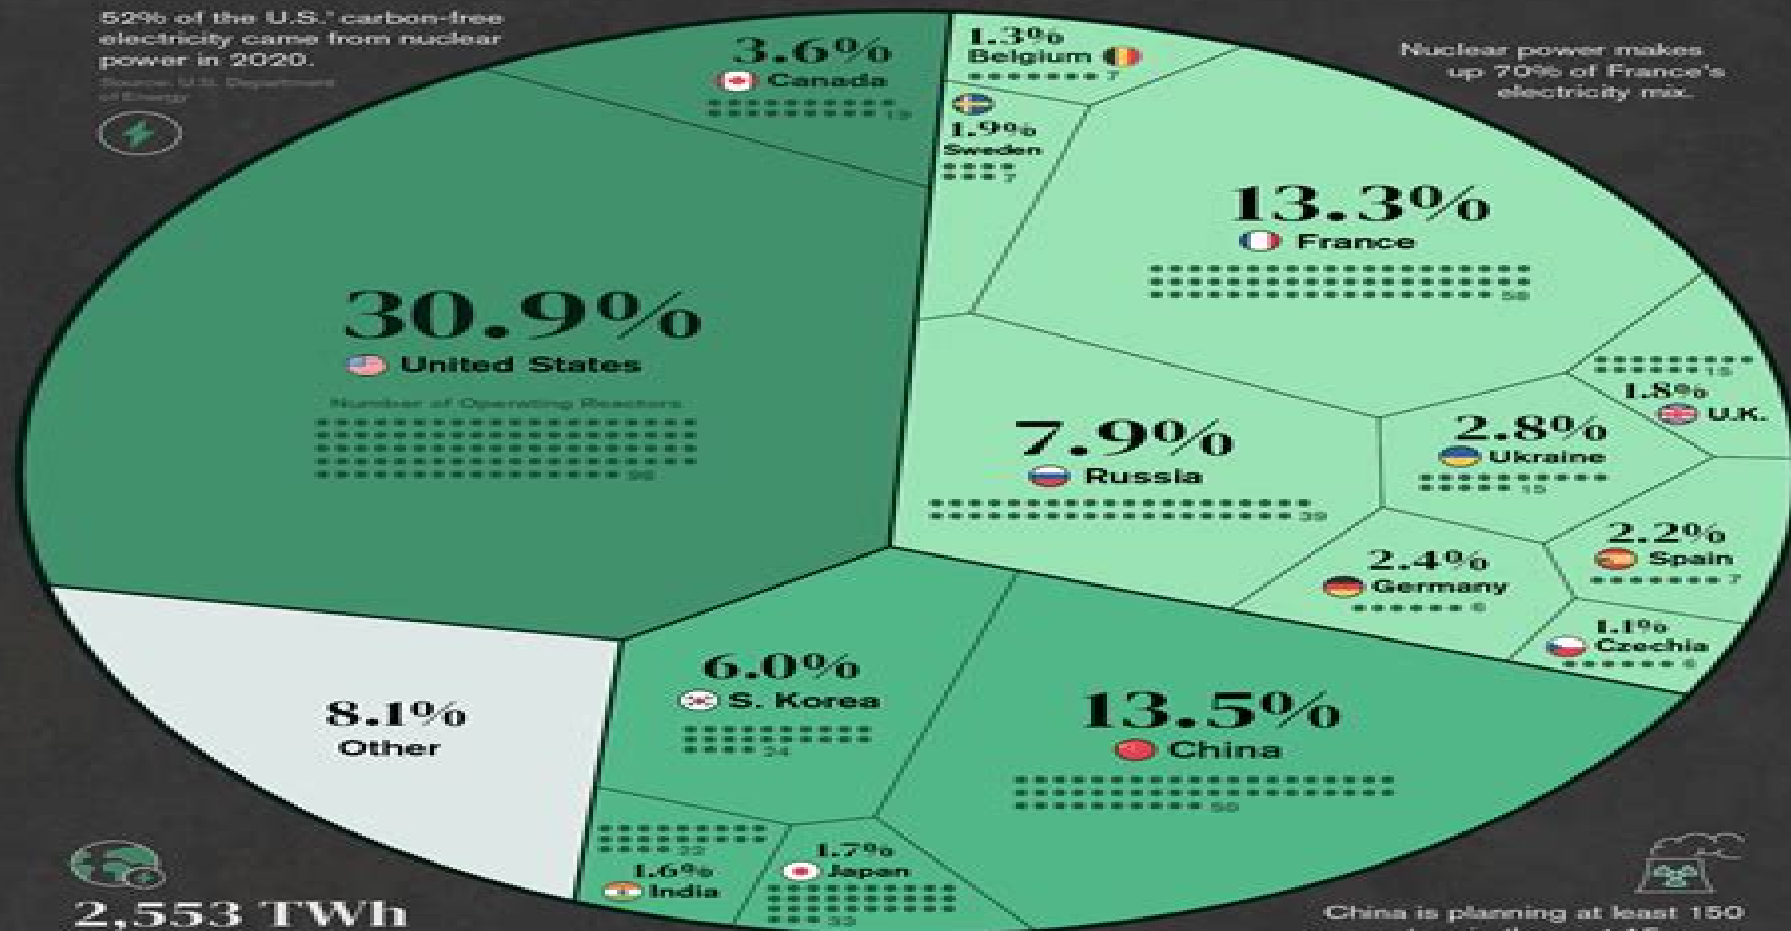 52% of the U.S.' carbon-free
electricity came from nuclear
power in 2020.
Source: U.S. Department
of Energy
3.6%
Canada
19
1.3%
Belgium
7
1.9%
Sweden
7
Nuclear power makes
up 70% of France's
electricity mix.
13.3%
France
56
30.9%
United States
Number of Operating Reactors
96
15
1.8%
U.K.
7.9%
Russia
39
2.8%
Ukraine
15
2.2%
Spain
7
2.4%
Germany
6
1.1%
Czechia
6
6.0%
S. Korea
24
13.5%
China
50
8.1%
Other
22
1.6%
India
1.7%
Japan
33
2,553 TWh
China is planning at least 150